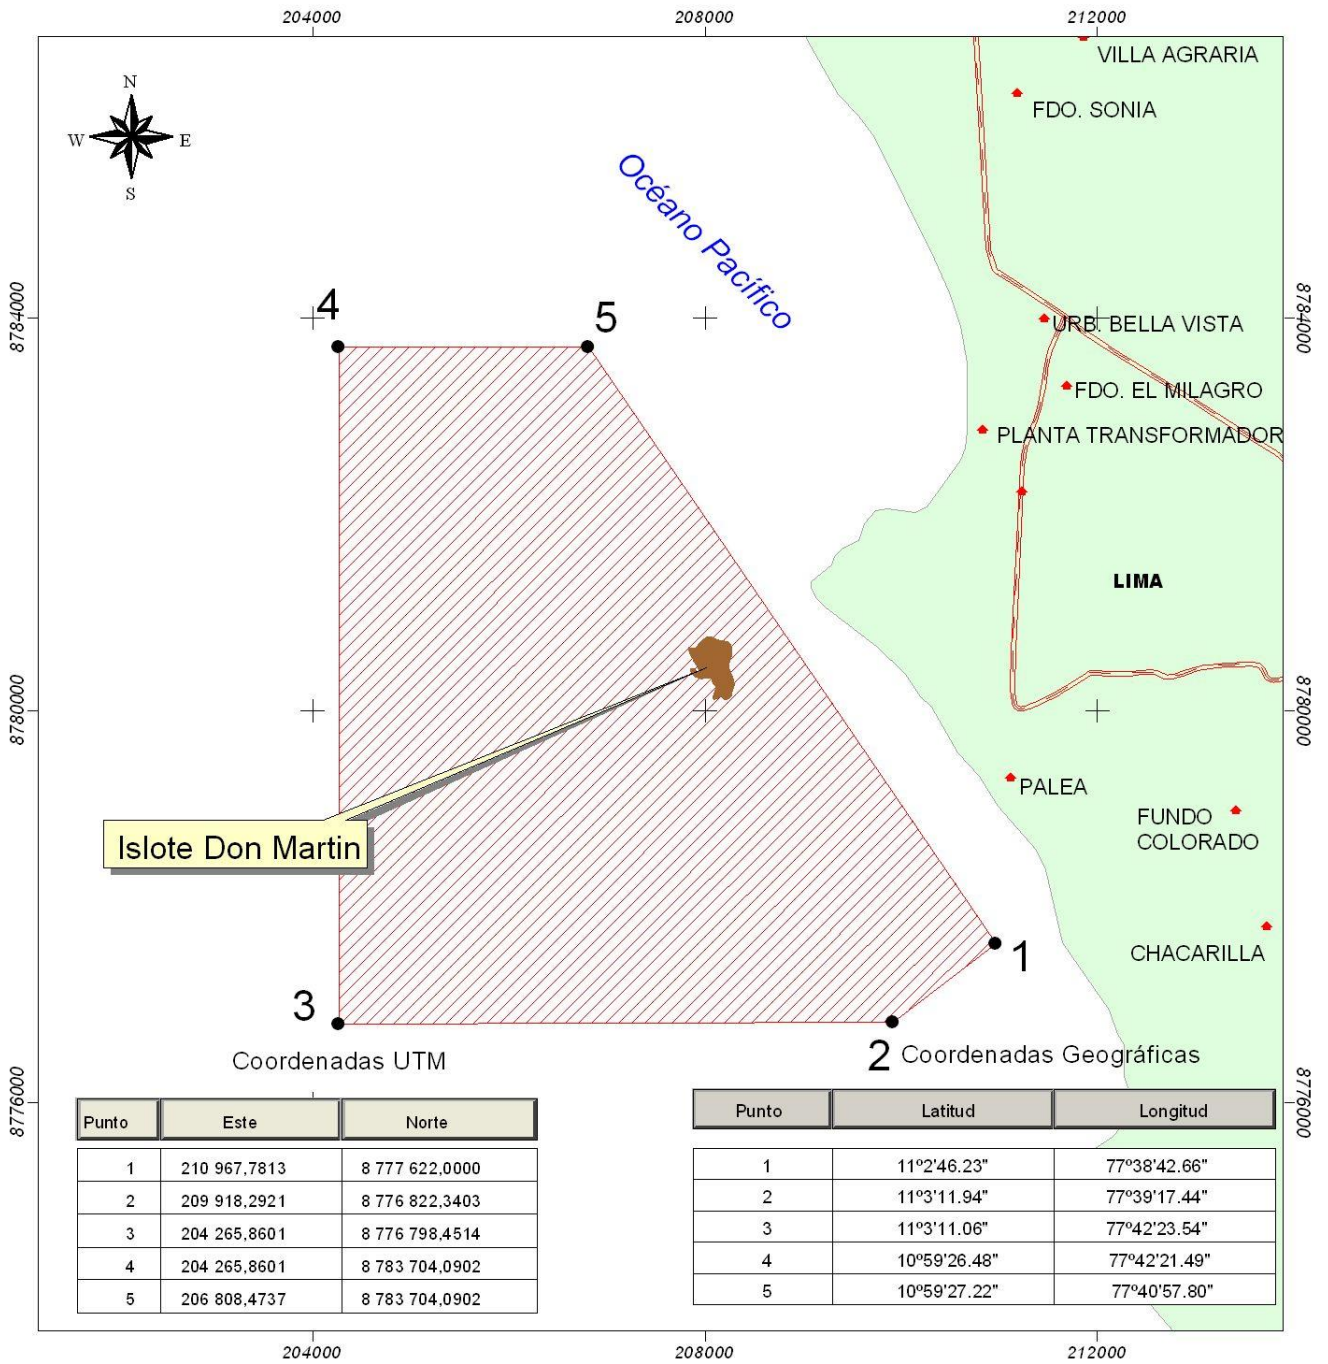 204000 208000 212000
VILLA AGRARIA
FDO. SONIA
N
W E
S
Océano Pacífico
4
5
8784000
8784000
URB. BELLA VISTA
FDO. EL MILAGRO
PLANTA TRANSFORMADOR
LIMA
8780000
8780000
PALEA
FUNDO
COLORADO
Islote Don Martin
CHACARILLA
1
3
2
Coordenadas UTM
Coordenadas Geográficas
8776000
8776000
Punto Este Norte
1 210 967,7813 8 777 622,0000
2 209 918,2921 8 776 822,3403
3 204 265,8601 8 776 798,4514
4 204 265,8601 8 783 704,0902
5 206 808,4737 8 783 704,0902
Punto Latitud Longitud
1 11º2'46.23" 77º38'42.66"
2 11º3'11.94" 77º39'17.44"
3 11º3'11.06" 77º42'23.54"
4 10º59'26.48" 77º42'21.49"
5 10º59'27.22" 77º40'57.80"
204000 208000 212000